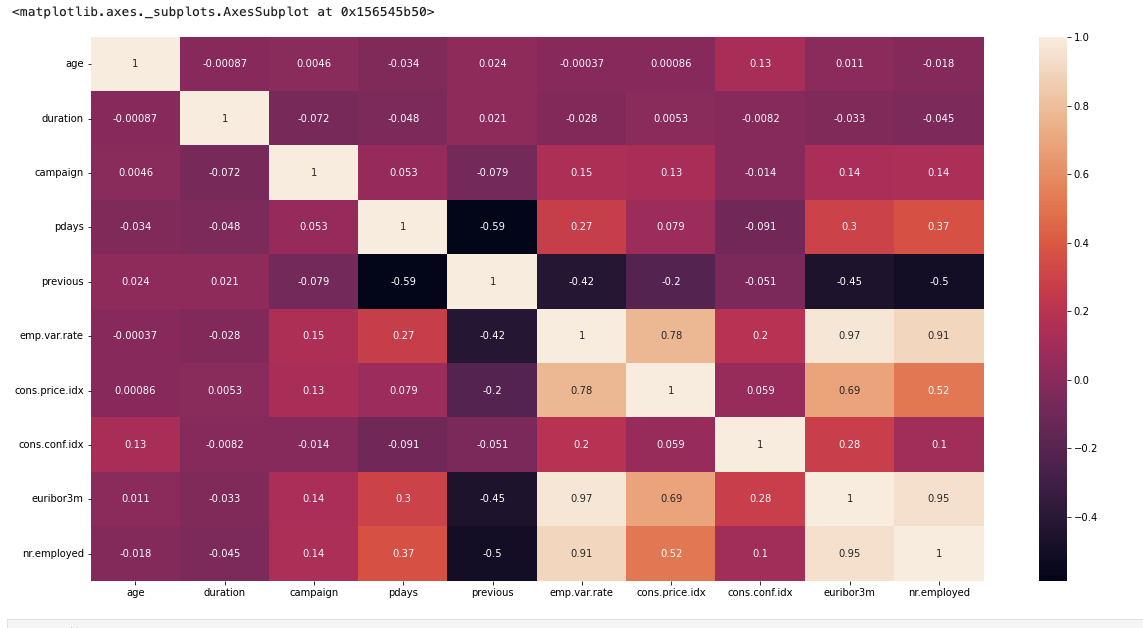 <matplotlib.axes._subplots.AxesSubplot at 0x156545b50>
age 1 -0.00087 0.0046 -0.034 0.024 -0.00037 0.00086 0.13 0.011 -0.018
duration -0.00087 1 -0.072 -0.048 0.021 -0.028 0.0053 -0.0082 -0.033 -0.045
campaign 0.0046 -0.072 1 0.053 -0.079 0.15 0.13 -0.014 0.14 0.14
pdays -0.034 -0.048 0.053 1 -0.59 0.27 0.079 -0.091 0.3 0.37
previous 0.024 0.021 -0.079 -0.59 1 -0.42 -0.2 -0.051 -0.45 -0.5
emp.var.rate -0.00037 -0.028 0.15 0.27 -0.42 1 0.78 0.2 0.97 0.91
cons.price.idx 0.00086 0.0053 0.13 0.079 -0.2 0.78 1 0.059 0.69 0.52
cons.conf.idx 0.13 -0.0082 -0.014 -0.091 -0.051 0.2 0.059 1 0.28 0.1
euribor3m 0.011 -0.033 0.14 0.3 -0.45 0.97 0.69 0.28 1 0.95
nr.employed -0.018 -0.045 0.14 0.37 -0.5 0.91 0.52 0.1 0.95 1
age duration campaign pdays previous emp.var.rate cons.price.idx cons.conf.idx euribor3m nr.employed
1.0
0.8
0.6
0.4
0.2
0.0
−0.2
−0.4